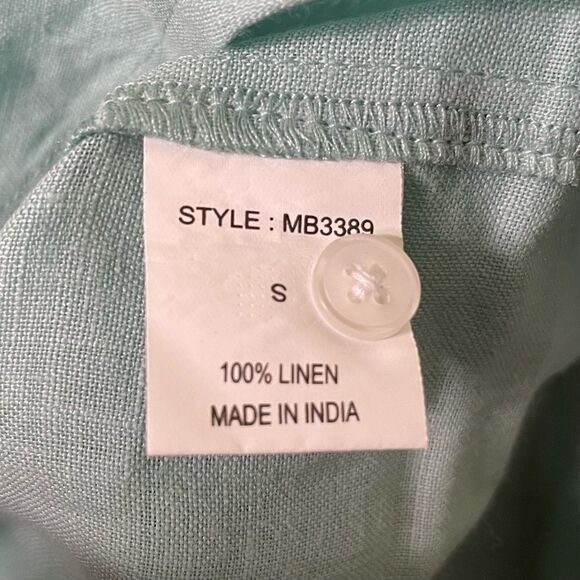 STYLE : MB3389
S
100% LINEN
MADE IN INDIA